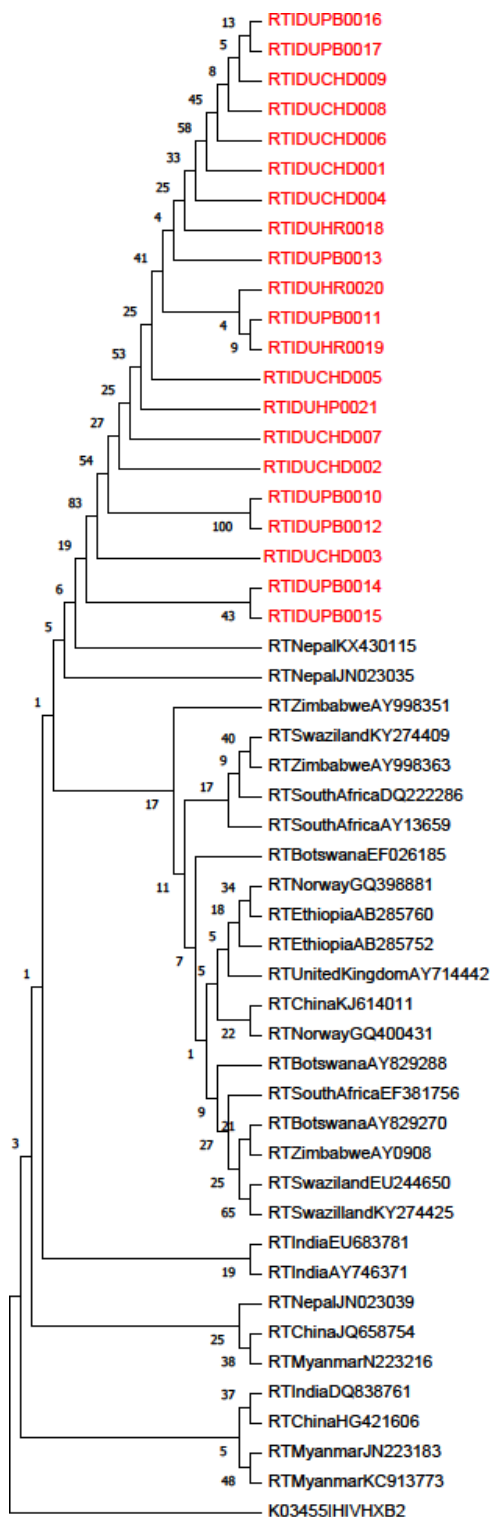 13 RTIDUPB0016
5 RTIDUPB0017
8 RTIDUCHD009
45 RTIDUCHD008
58 RTIDUCHD006
33 RTIDUCHD001
25 RTIDUCHD004
4 RTIDUHR0018
41 RTIDUPB0013
RTIDUHR0020
25 4 RTIDUPB0011
9 RTIDUHR0019
53 RTIDUCHD005
25 RTIDUHP0021
27 RTIDUCHD007
54 RTIDUCHD002
83 RTIDUPB0010
100 RTIDUPB0012
19 RTIDUCHD003
6 RTIDUPB0014
5 43 RTIDUPB0015
RTNepalKX430115
RTNepalJN023035
1 RTZimbabweAY998351
40 RTSwazilandKY274409
9 RTZimbabweAY998363
17 17 RTSouthAfricaDQ222286
RTSouthAfricaAY13659
11 RTBotswanaEF026185
34 RTNorwayGQ398881
18 RTEthiopiaAB285760
7 5 RTEthiopiaAB285752
1 5 RTUnitedKingdomAY714442
RTChinaKJ614011
22 RTNorwayGQ400431
1 RTBotswanaAY829288
9 RTSouthAfricaEF381756
21 RTBotswanaAY829270
3 27 RTZimbabweAY0908
25 RTSwazilandEU244650
65 RTSwazillandKY274425
RTIndiaEU683781
19 RTIndiaAY746371
RTNepalJN023039
25 RTChinaJQ658754
38 RTMyanmarN223216
37 RTIndiaDQ838761
RTChinaHG421606
5 RTMyanmarJN223183
48 RTMyanmarKC913773
K03455|HIVHXB2